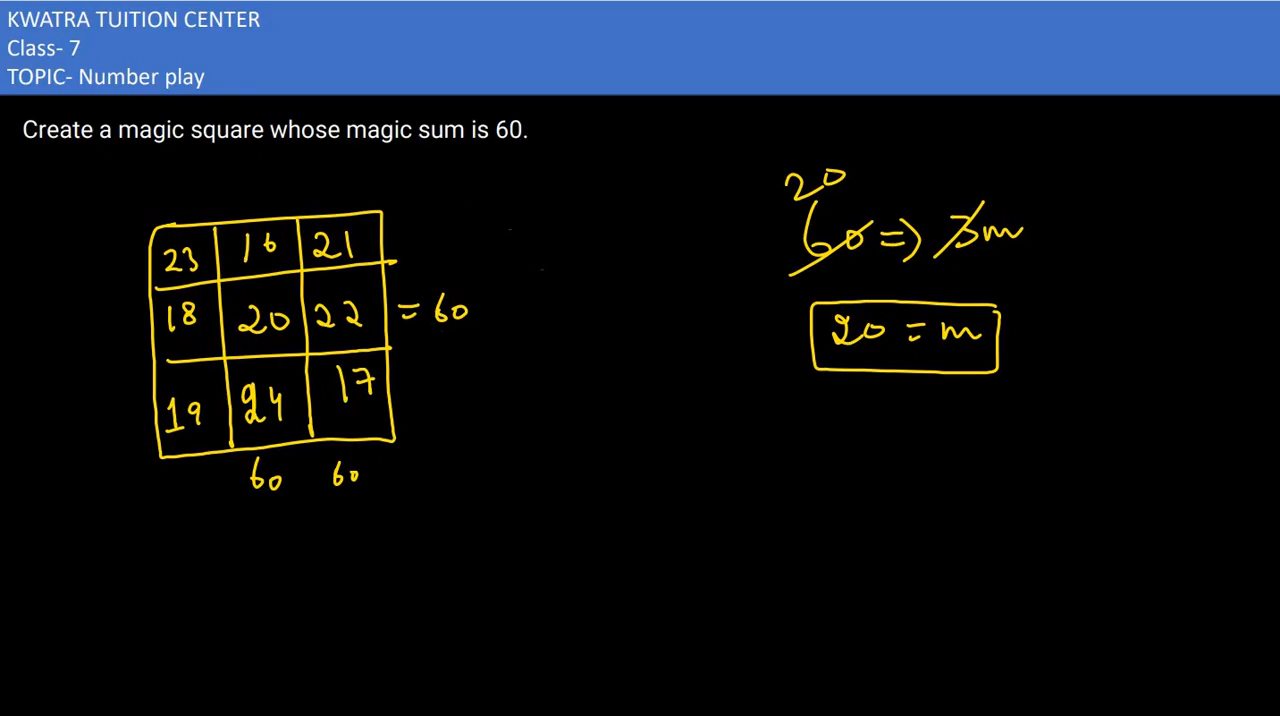 KWATRA TUITION CENTER
Class- 7
TOPIC- Number play
Create a magic square whose magic sum is 60.
23 16 21
18 20 22 = 60
19 24 17
60 60
20
60 => 3m
20 = m